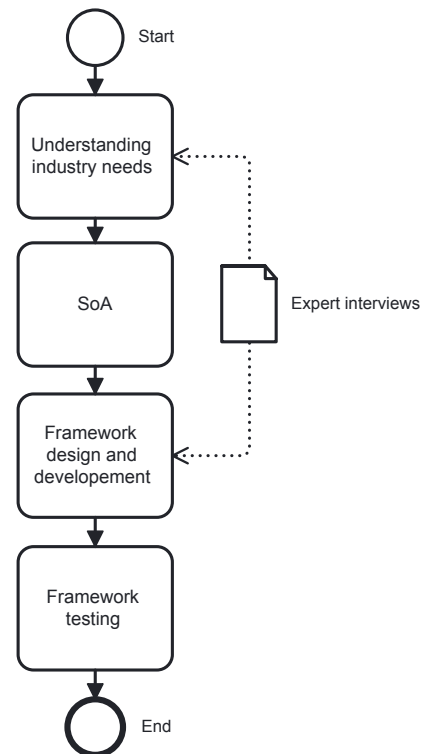 Start
Understanding
industry needs
SoA
Expert interviews
Framework
design and
developement
Framework
testing
End